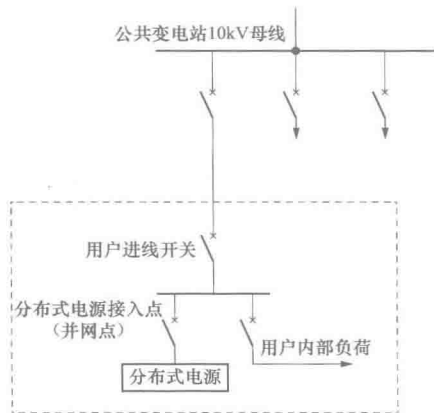 公共变电站10kV母线
用户进线开关
分布式电源接入点
（并网点）
用户内部负荷
分布式电源